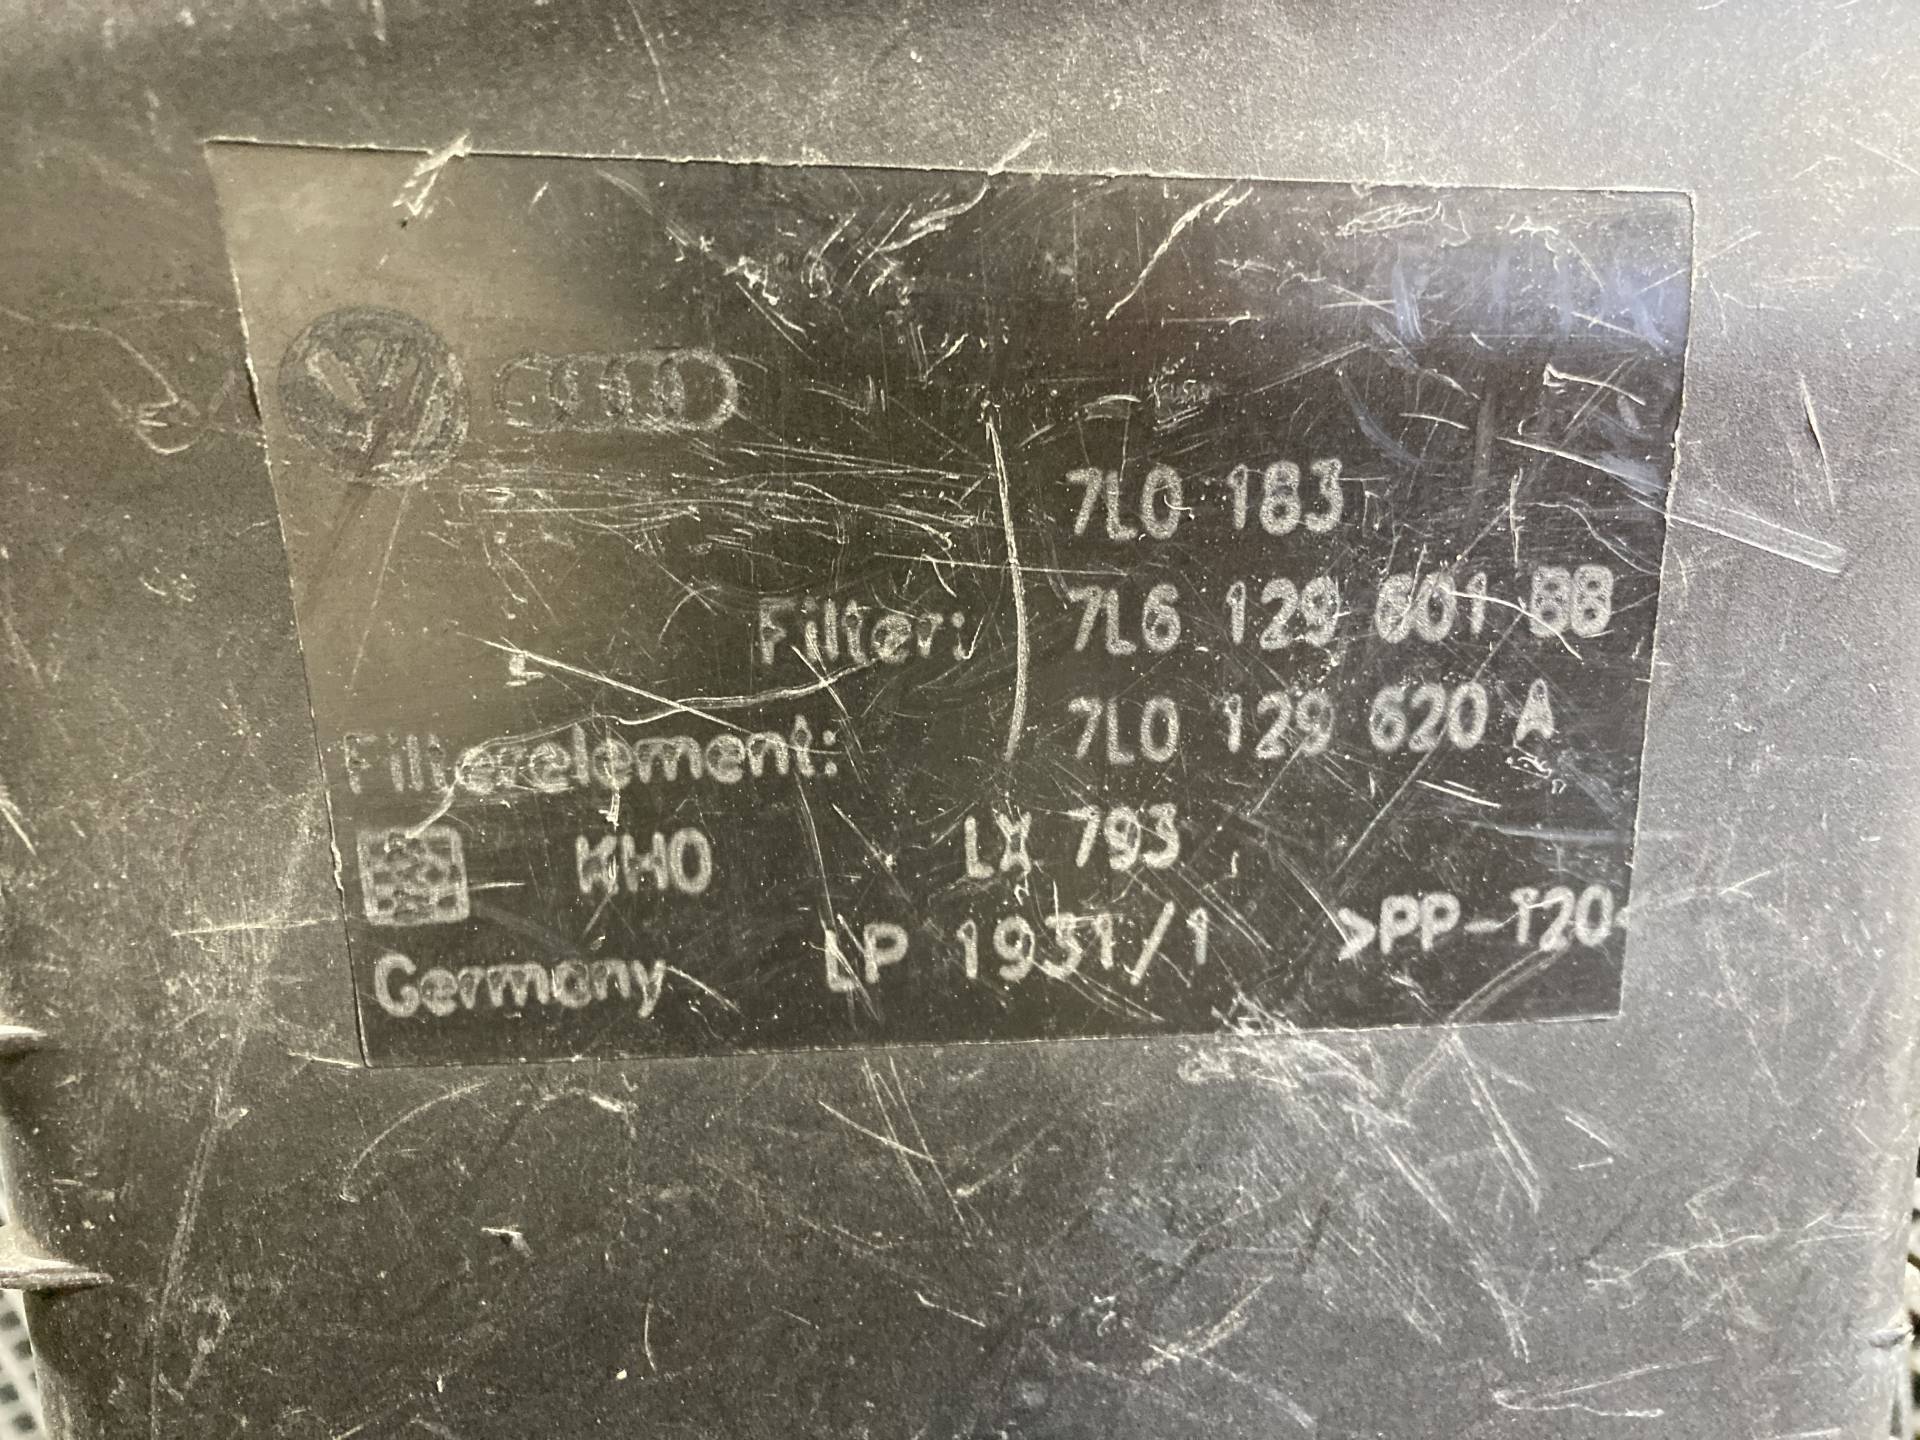 7L0 183
Filter: 7L6 129 601 BB
Filterelement: 7L0 129 620 A
KHO LX 793
Germany LP 1931/1 >PP-T20<